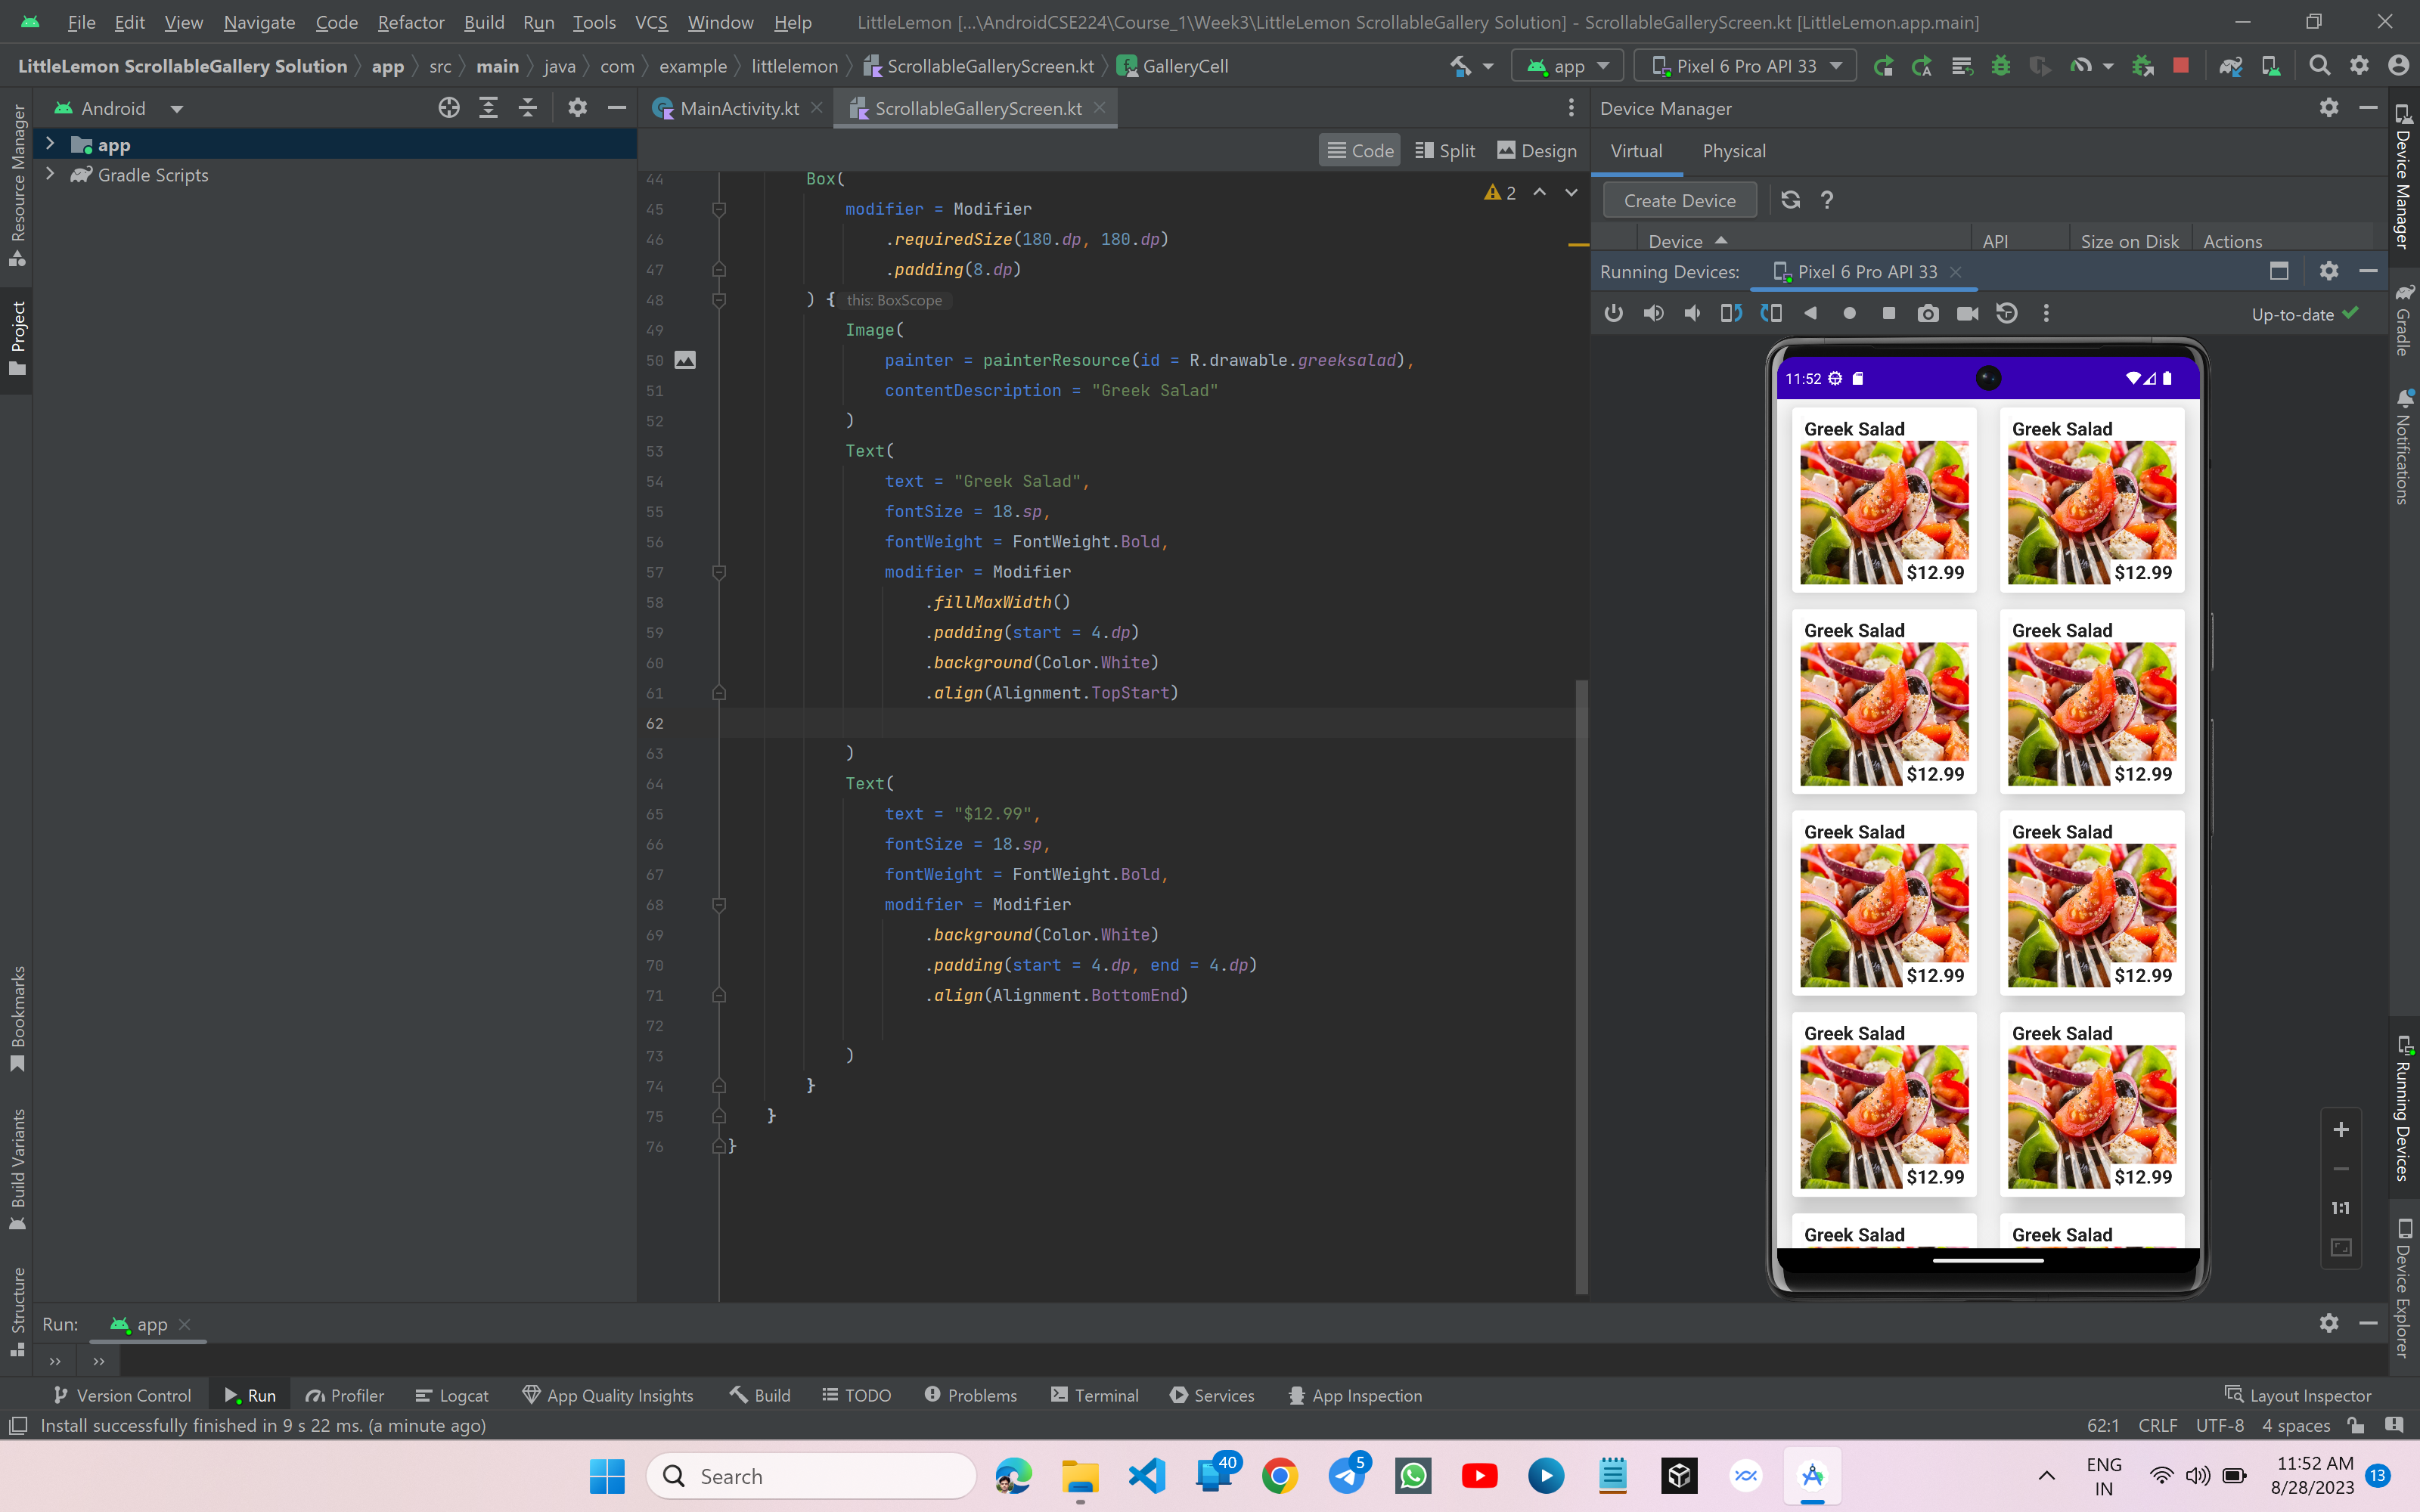 File Edit View Navigate Code Refactor Build Run Tools VCS Window Help LittleLemon [...\AndroidCSE224\Course_1\Week3\LittleLemon ScrollableGallery Solution] - ScrollableGalleryScreen.kt [LittleLemon.app.main]
LittleLemon ScrollableGallery Solution app src main java com example littlelemon ScrollableGalleryScreen.kt GalleryCell app Pixel 6 Pro API 33
Android
MainActivity.kt ScrollableGalleryScreen.kt
Device Manager
app
Gradle Scripts
Code Split Design
Virtual Physical
Create Device ?
Device API Size on Disk Actions
Running Devices: Pixel 6 Pro API 33
Up-to-date
2
44 Box(
45 modifier = Modifier
46 .requiredSize(180.dp, 180.dp)
47 .padding(8.dp)
48 ) { this: BoxScope
49 Image(
50 painter = painterResource(id = R.drawable.greeksalad),
51 contentDescription = "Greek Salad"
52 )
53 Text(
54 text = "Greek Salad",
55 fontSize = 18.sp,
56 fontWeight = FontWeight.Bold,
57 modifier = Modifier
58 .fillMaxWidth()
59 .padding(start = 4.dp)
60 .background(Color.White)
61 .align(Alignment.TopStart)
62
63 )
64 Text(
65 text = "$12.99",
66 fontSize = 18.sp,
67 fontWeight = FontWeight.Bold,
68 modifier = Modifier
69 .background(Color.White)
70 .padding(start = 4.dp, end = 4.dp)
71 .align(Alignment.BottomEnd)
72
73 )
74 }
75 }
76 }
11:52
Greek Salad Greek Salad
$12.99 $12.99
Greek Salad Greek Salad
$12.99 $12.99
Greek Salad Greek Salad
$12.99 $12.99
Greek Salad Greek Salad
$12.99 $12.99
Greek Salad Greek Salad
1:1
Resource Manager
Project
Bookmarks
Build Variants
Structure
Device Manager
Gradle
Notifications
Running Devices
Device Explorer
Run: app
Version Control Run Profiler Logcat App Quality Insights Build TODO Problems Terminal Services App Inspection Layout Inspector
Install successfully finished in 9 s 22 ms. (a minute ago) 62:1 CRLF UTF-8 4 spaces
Search 40 5
ENG
IN
11:52 AM
8/28/2023
13